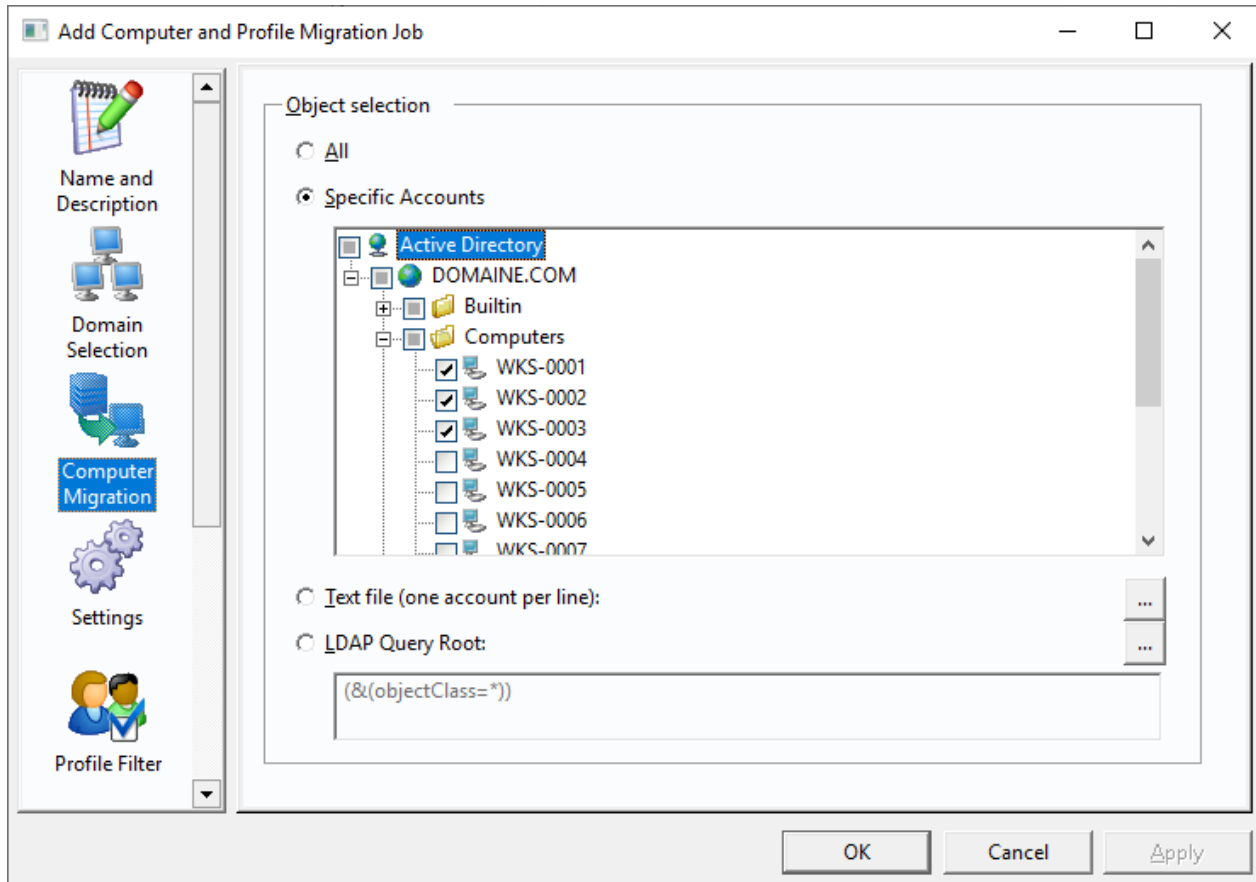 Add Computer and Profile Migration Job
Name and
Description
Domain
Selection
Computer
Migration
Settings
Profile Filter
Object selection
All
Specific Accounts
Active Directory
DOMAINE.COM
Builtin
Computers
WKS-0001
WKS-0002
WKS-0003
WKS-0004
WKS-0005
WKS-0006
WKS-0007
Text file (one account per line):
...
LDAP Query Root:
...
(&(objectClass=*))
OK
Cancel
Apply